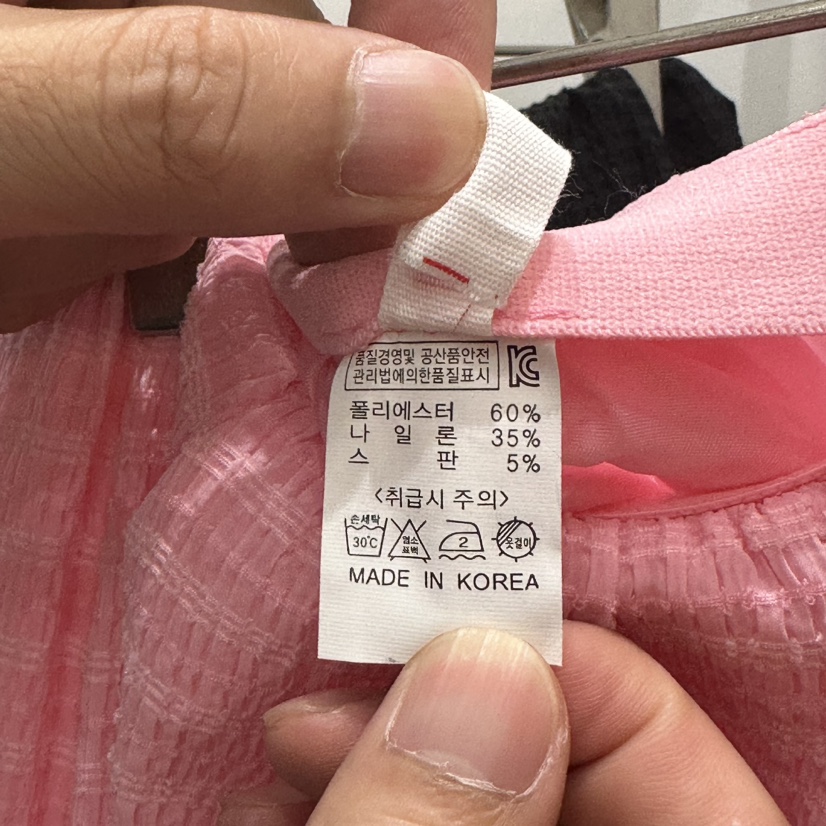 품질경영및 공산품안전
관리법에의한품질표시
KC
폴리에스터 60%
나 일 론 35%
스 판 5%
<취급시 주의>
손세탁
30℃
염소
표백
2
옷걸이
MADE IN KOREA